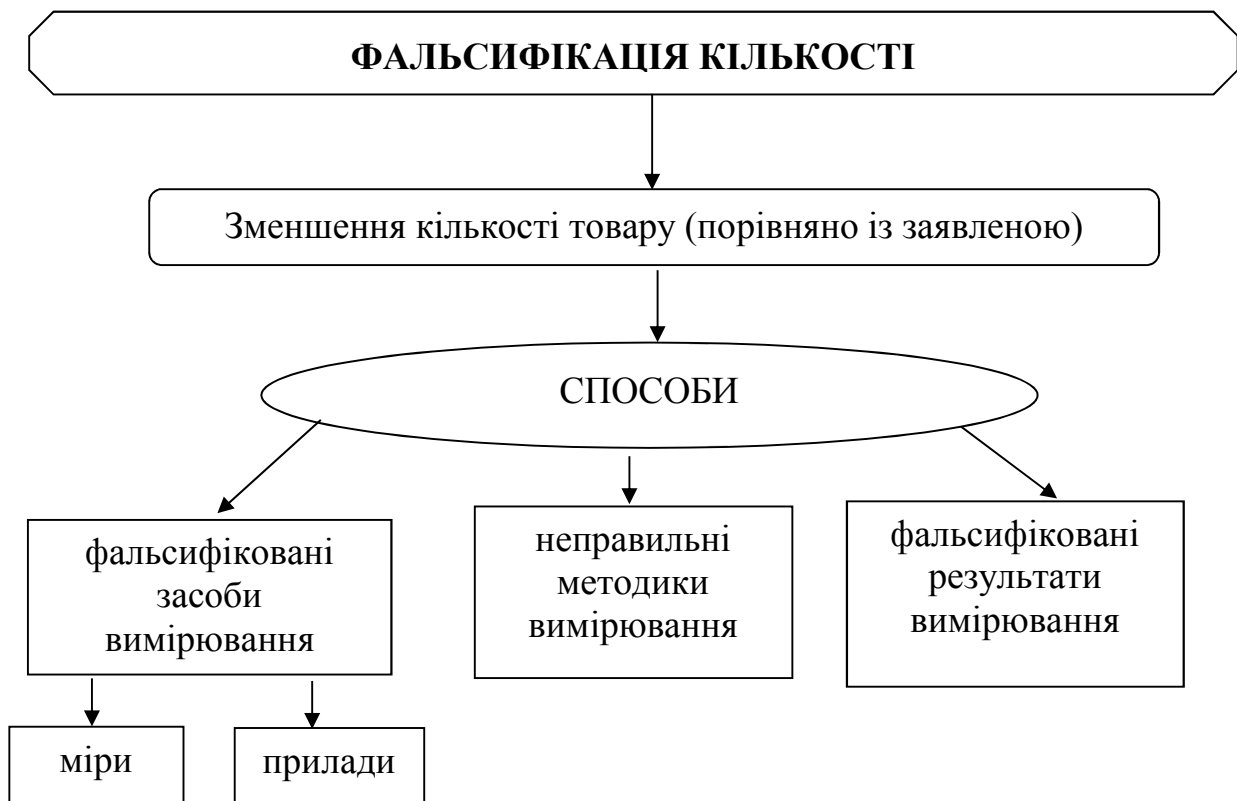 ФАЛЬСИФІКАЦІЯ КІЛЬКОСТІ
Зменшення кількості товару (порівняно із заявленою)
СПОСОБИ
фальсифіковані
засоби
вимірювання
неправильні
методики
вимірювання
фальсифіковані
результати
вимірювання
міри
прилади